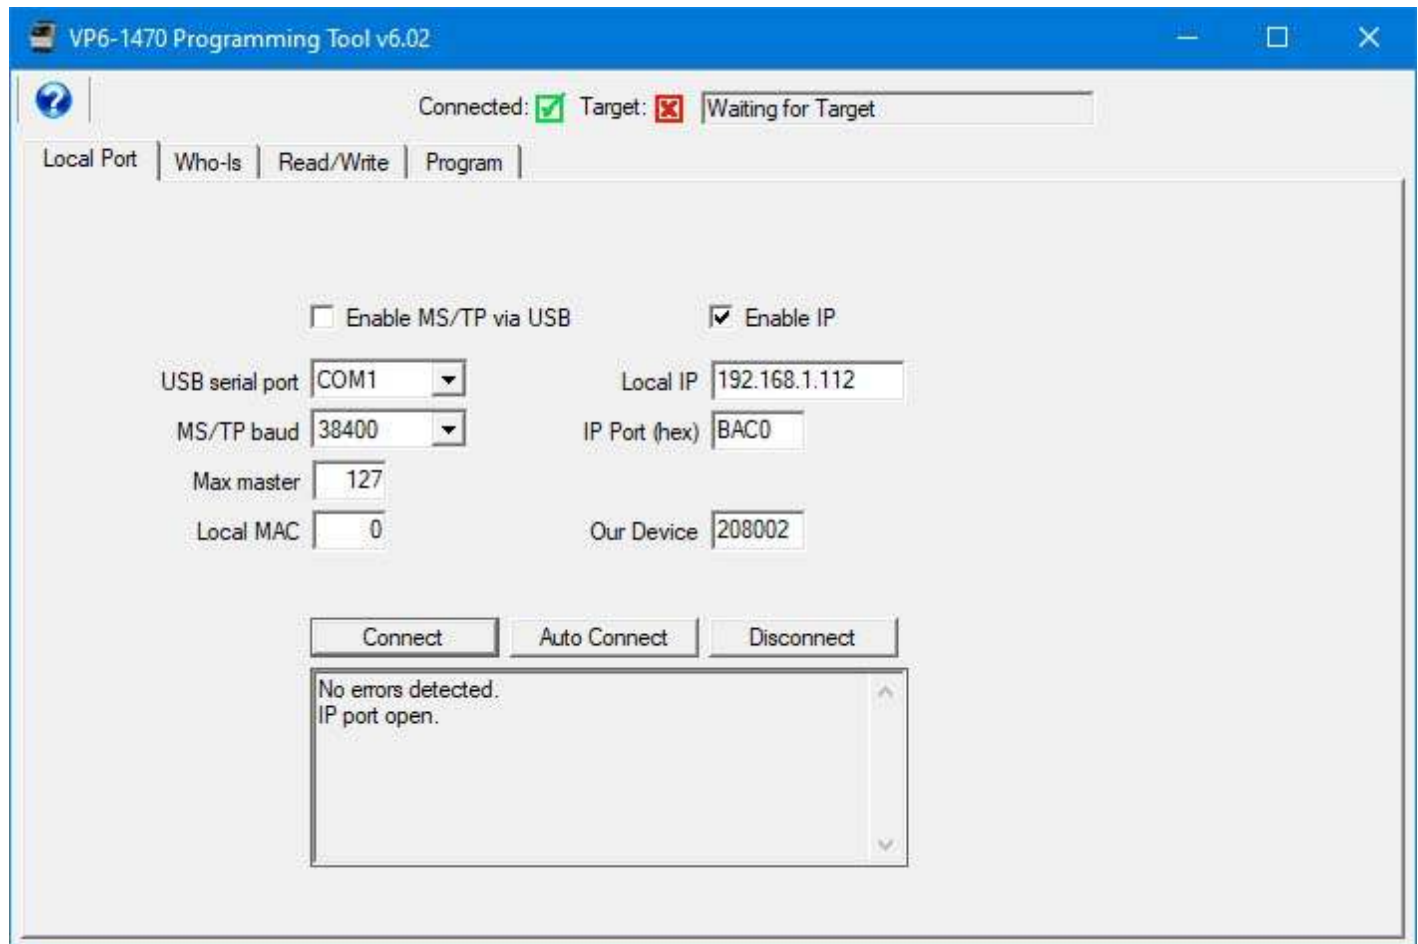 VP6-1470 Programming Tool v6.02
Connected: Target: Waiting for Target
Local Port Who-Is Read/Write Program
Enable MS/TP via USB Enable IP
USB serial port COM1 Local IP 192.168.1.112
MS/TP baud 38400 IP Port (hex) BAC0
Max master 127
Local MAC 0 Our Device 208002
Connect Auto Connect Disconnect
No errors detected.
IP port open.